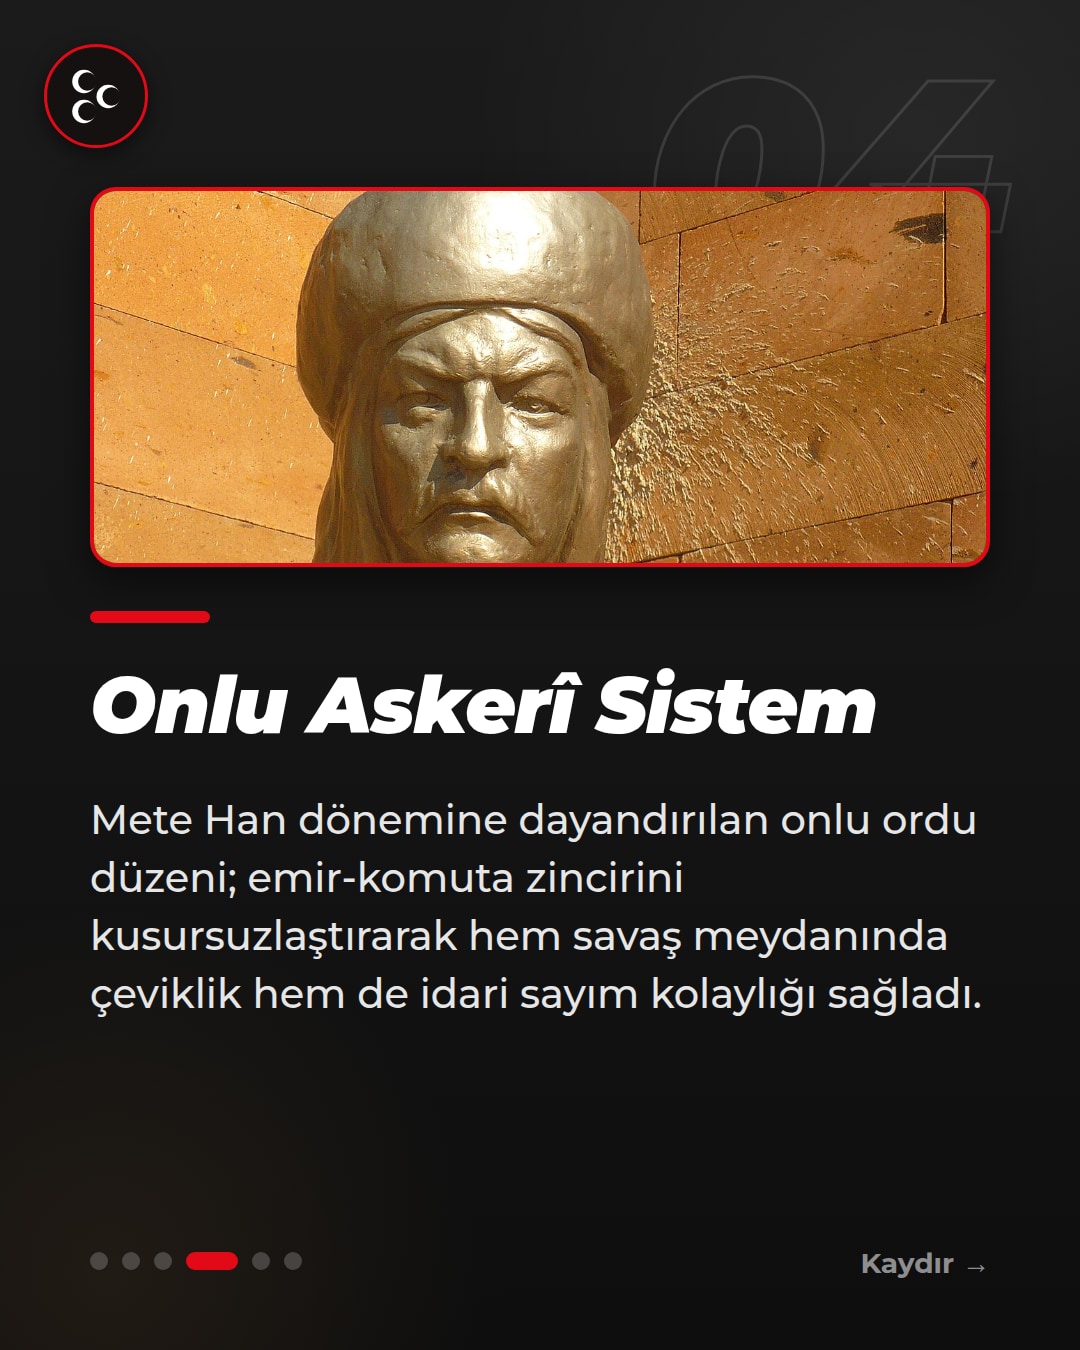 04
Onlu Askerî Sistem
Mete Han dönemine dayandırılan onlu ordu
düzeni; emir-komuta zincirini
kusursuzlaştırarak hem savaş meydanında
çeviklik hem de idari sayım kolaylığı sağladı.
Kaydır →